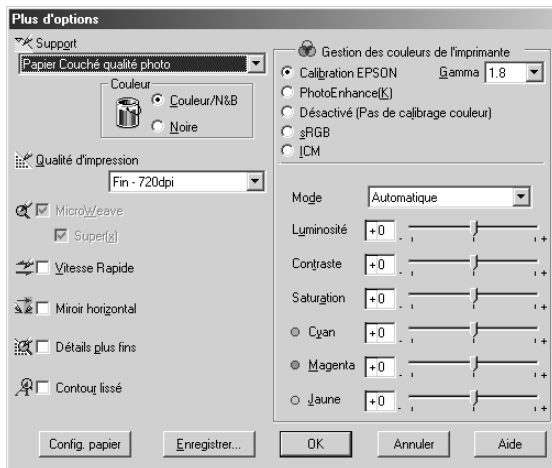 Plus d'options
Support
Papier Couché qualité photo
Couleur
Couleur/N&B
Noire
Qualité d'impression
Fin - 720dpi
MicroWeave
Super(x)
Vitesse Rapide
Miroir horizontal
Détails plus fins
Contour lissé
Gestion des couleurs de l'imprimante
Calibration EPSON Gamma 1.8
PhotoEnhance(K)
Désactivé (Pas de calibrage couleur)
sRGB
ICM
Mode Automatique
Luminosité +0 - +
Contraste +0 - +
Saturation +0 - +
Cyan +0 - +
Magenta +0 - +
Jaune +0 - +
Config. papier Enregistrer... OK Annuler Aide